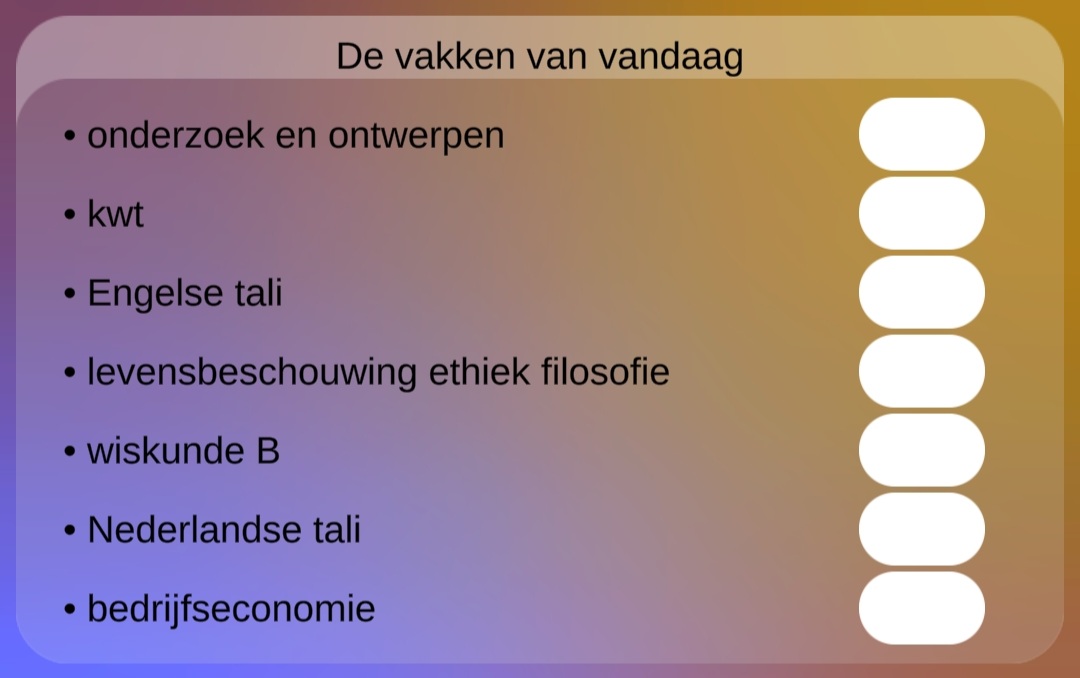 De vakken van vandaag
• onderzoek en ontwerpen
• kwt
• Engelse tali
• levensbeschouwing ethiek filosofie
• wiskunde B
• Nederlandse tali
• bedrijfseconomie